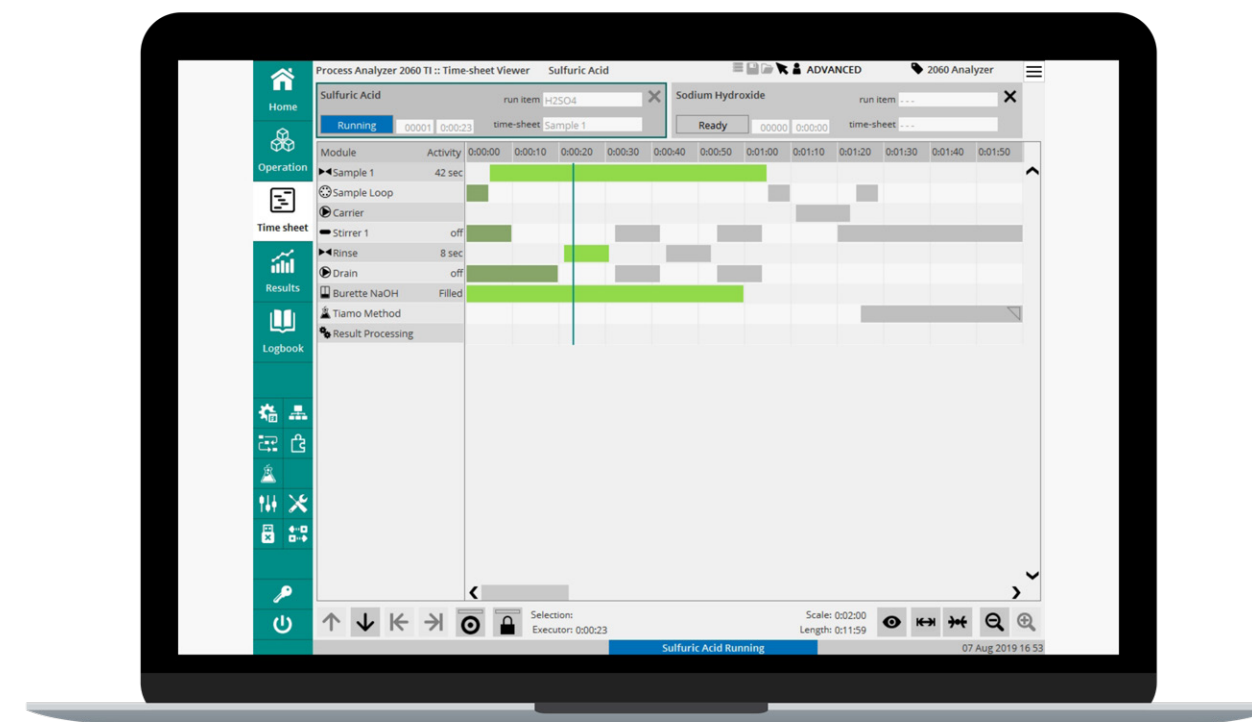 Process Analyzer 2060 TI :: Time-sheet Viewer Sulfuric Acid ADVANCED 2060 Analyzer
Home
Operation
Time sheet
Results
Logbook
Sulfuric Acid run item H2SO4
Running 00001 0:00:23 time-sheet Sample 1
Sodium Hydroxide run item - - -
Ready 00000 0:00:00 time-sheet - - -
Module Activity 0:00:00 0:00:10 0:00:20 0:00:30 0:00:40 0:00:50 0:01:00 0:01:10 0:01:20 0:01:30 0:01:40 0:01:50
Sample 1 42 sec
Sample Loop
Carrier
Stirrer 1 off
Rinse 8 sec
Drain off
Burette NaOH Filled
Tiamo Method
Result Processing
Selection: Scale: 0:02:00
Executor: 0:00:23 Length: 0:11:59
Sulfuric Acid Running 07 Aug 2019 16 53